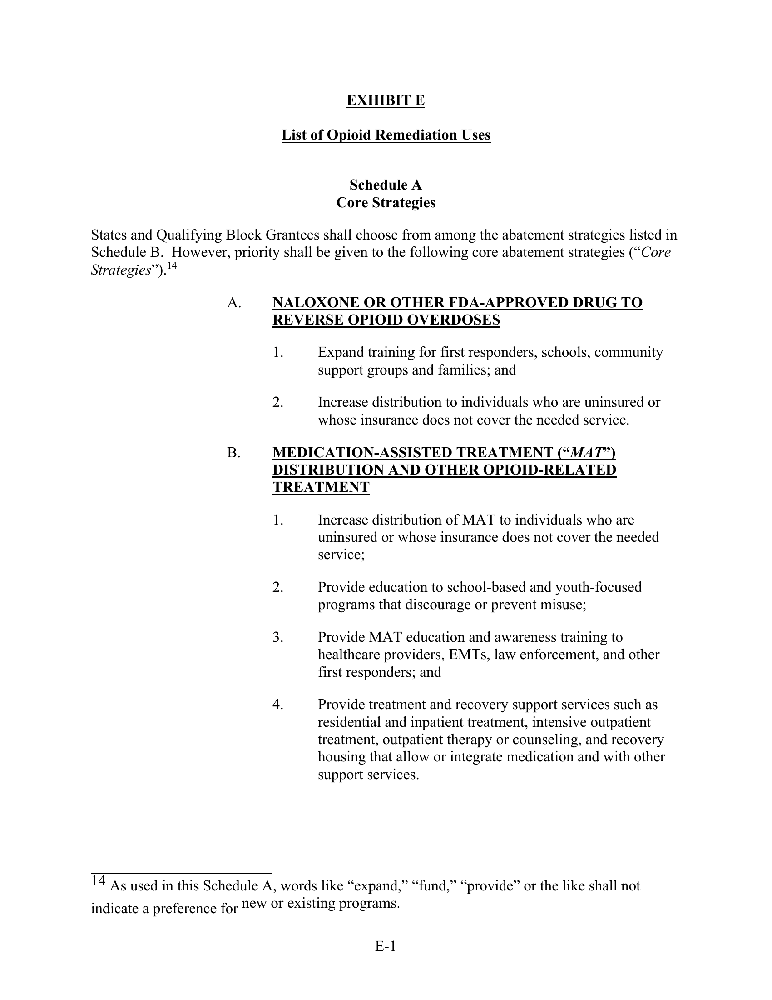 EXHIBIT E
List of Opioid Remediation Uses
Schedule A
Core Strategies
States and Qualifying Block Grantees shall choose from among the abatement strategies listed in
Schedule B.  However, priority shall be given to the following core abatement strategies (“Core
Strategies”).14
A. NALOXONE OR OTHER FDA-APPROVED DRUG TO
REVERSE OPIOID OVERDOSES
1. Expand training for first responders, schools, community
support groups and families; and
2. Increase distribution to individuals who are uninsured or
whose insurance does not cover the needed service.
B. MEDICATION-ASSISTED TREATMENT (“MAT”)
DISTRIBUTION AND OTHER OPIOID-RELATED
TREATMENT
1. Increase distribution of MAT to individuals who are
uninsured or whose insurance does not cover the needed
service;
2. Provide education to school-based and youth-focused
programs that discourage or prevent misuse;
3. Provide MAT education and awareness training to
healthcare providers, EMTs, law enforcement, and other
first responders; and
4. Provide treatment and recovery support services such as
residential and inpatient treatment, intensive outpatient
treatment, outpatient therapy or counseling, and recovery
housing that allow or integrate medication and with other
support services.
14 As used in this Schedule A, words like “expand,” “fund,” “provide” or the like shall not
indicate a preference for new or existing programs.
E-1